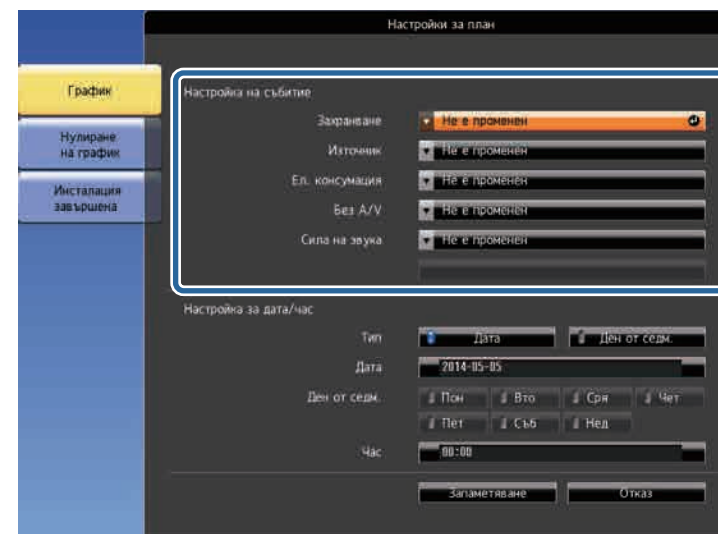 Настройки за план
График
Нулиране
на график
Инсталация
завършена
Настройка на събитие
Захранване Не е променен
Източник Не е променен
Ел. консумация Не е променен
Без A/V Не е променен
Сила на звука Не е променен
Настройка за дата/час
Тип Дата Ден от седм.
Дата 2014-05-05
Ден от седм. Пон Вто Сря Чет
Пет Съб Нед
Час 00:00
Запаметяване Отказ